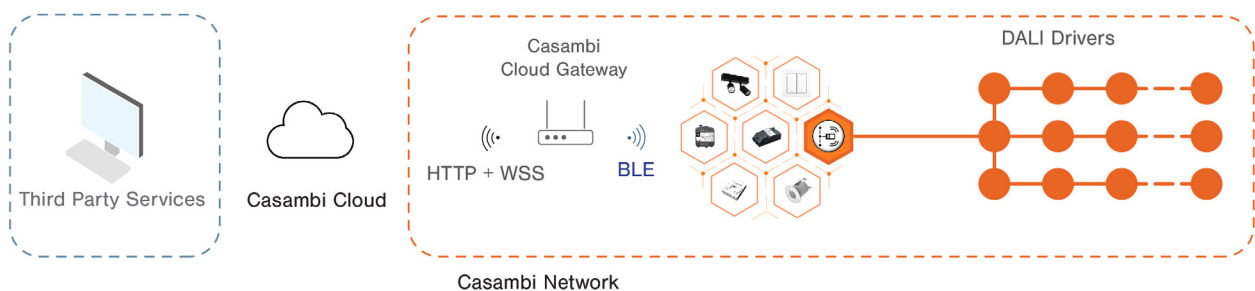 Third Party Services
Casambi Cloud
Casambi
Cloud Gateway
HTTP + WSS
BLE
DALI Drivers
Casambi Network